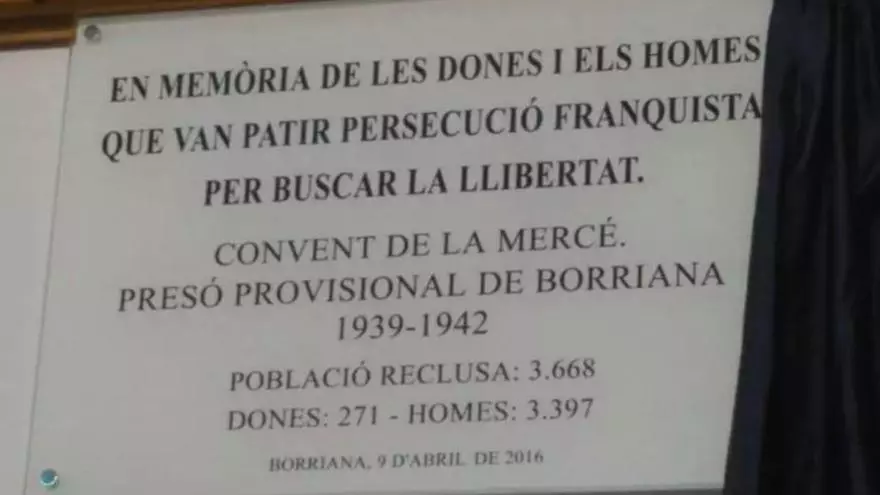 EN MEMÒRIA DE LES DONES I ELS HOMES
QUE VAN PATIR PERSECUCIÓ FRANQUISTA
PER BUSCAR LA LLIBERTAT.
CONVENT DE LA MERCÉ.
PRESÓ PROVISIONAL DE BORRIANA
1939-1942
POBLACIÓ RECLUSA: 3.668
DONES: 271 - HOMES: 3.397
BORRIANA, 9 D'ABRIL DE 2016